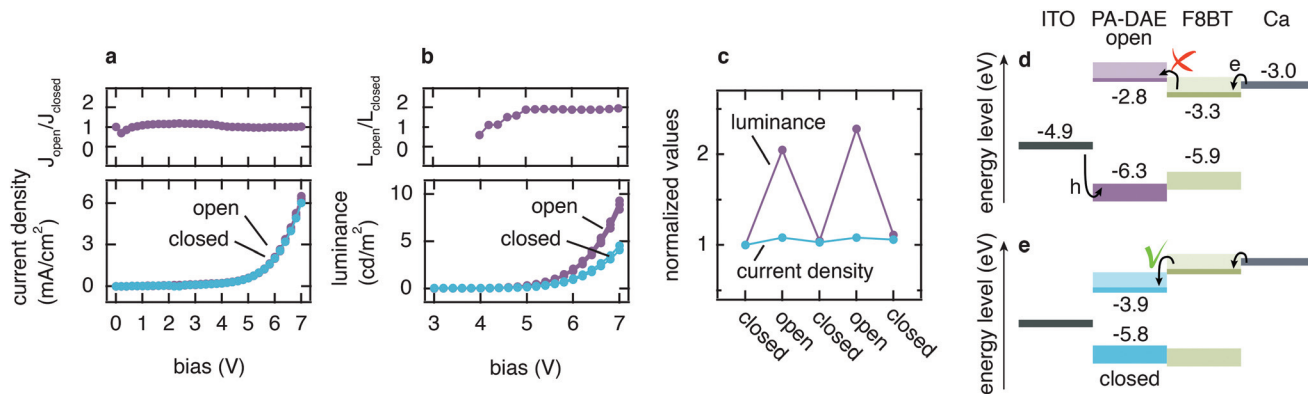 a
J open/J closed
2
1
0
current density
(mA/cm²)
6
3
0
open
closed
0 1 2 3 4 5 6 7
bias (V)
b
L open/L closed
2
1
0
luminance
(cd/m²)
10
5
0
open
closed
3 4 5 6 7
bias (V)
c
normalized values
2
1
luminance
current density
closed
open
closed
open
closed
ITO PA-DAE F8BT Ca
open
d
energy level (eV)
e
-3.0
-2.8
-3.3
-4.9
-5.9
-6.3
h
e
energy level (eV)
-3.9
-5.8
closed